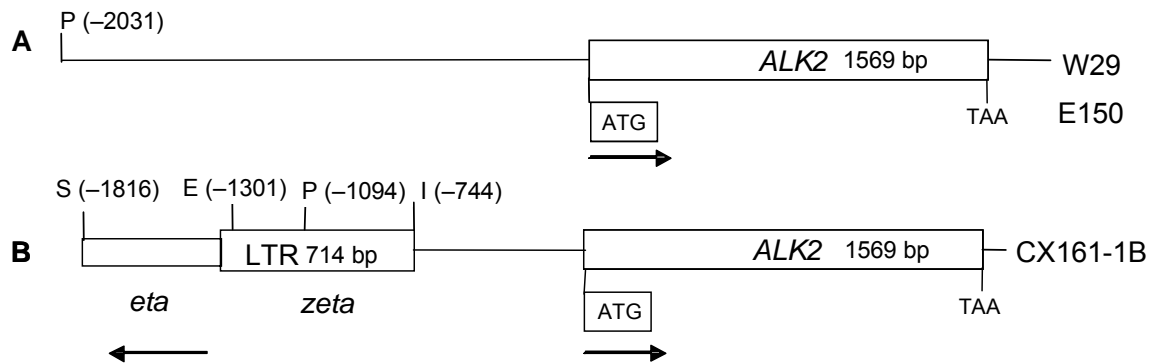 A
P (–2031)
ALK2 1569 bp
W29
ATG
TAA
E150
B
S (–1816) E (–1301) P (–1094) I (–744)
LTR 714 bp
ALK2 1569 bp
CX161-1B
eta
zeta
ATG
TAA